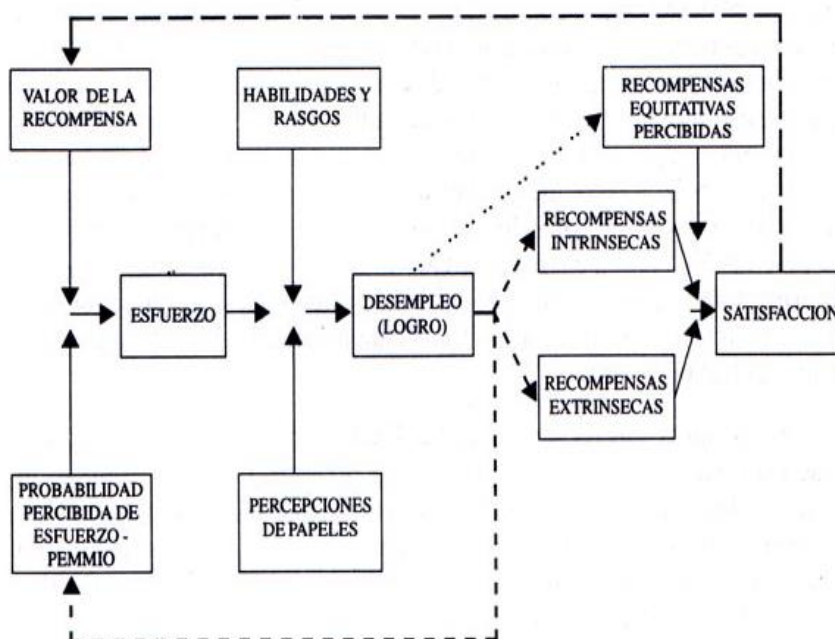 VALOR DE LA
RECOMPENSA
HABILIDADES Y
RASGOS
RECOMPENSAS
EQUITATIVAS
PERCIBIDAS
RECOMPENSAS
INTRINSECAS
ESFUERZO
DESEMPLEO
(LOGRO)
SATISFACCION
RECOMPENSAS
EXTRINSECAS
PROBABILIDAD
PERCIBIDA DE
ESFUERZO -
PEMMIO
PERCEPCIONES
DE PAPELES